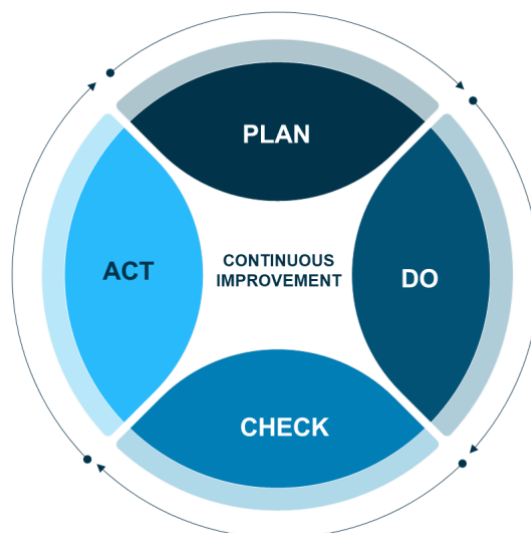 PLAN
ACT
CONTINUOUS
IMPROVEMENT
DO
CHECK